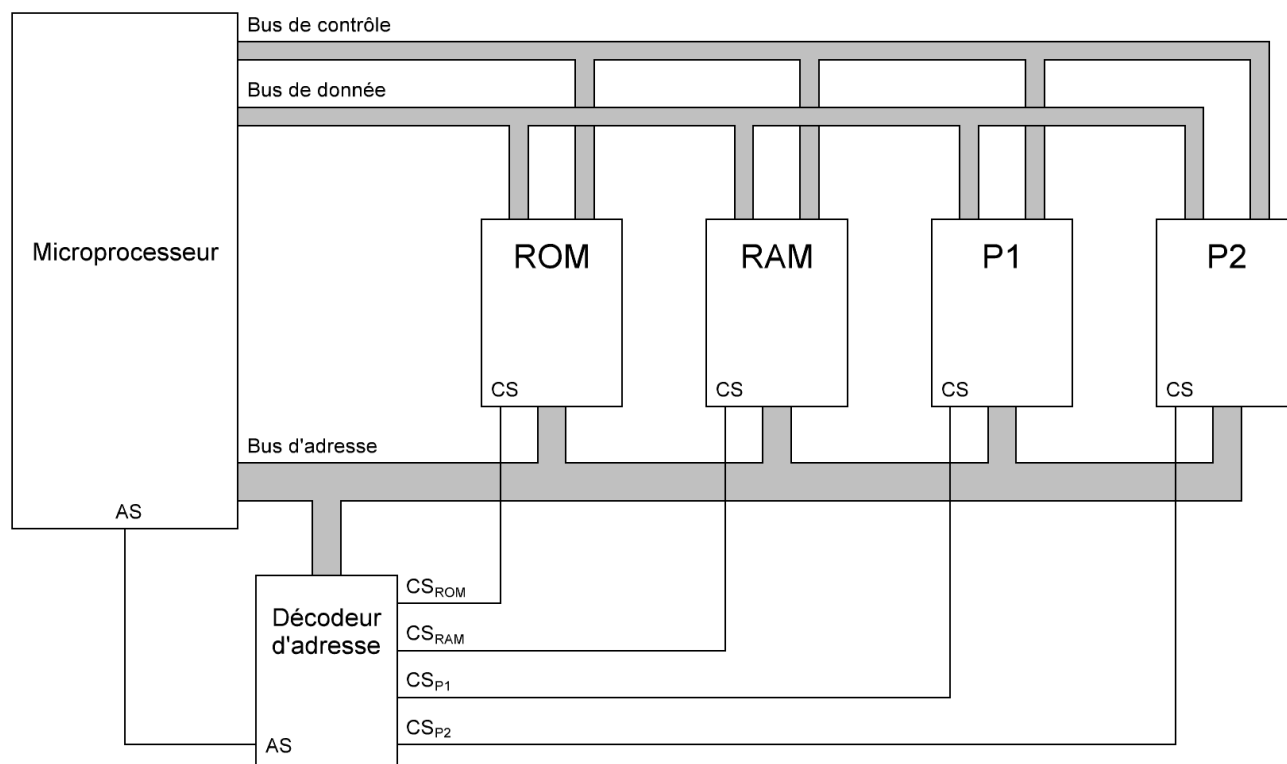 Bus de contrôle
Bus de donnée
Microprocesseur
ROM
RAM
P1
P2
CS
CS
CS
CS
Bus d'adresse
AS
Décodeur
d'adresse
CSROM
CSRAM
CSP1
CSP2
AS